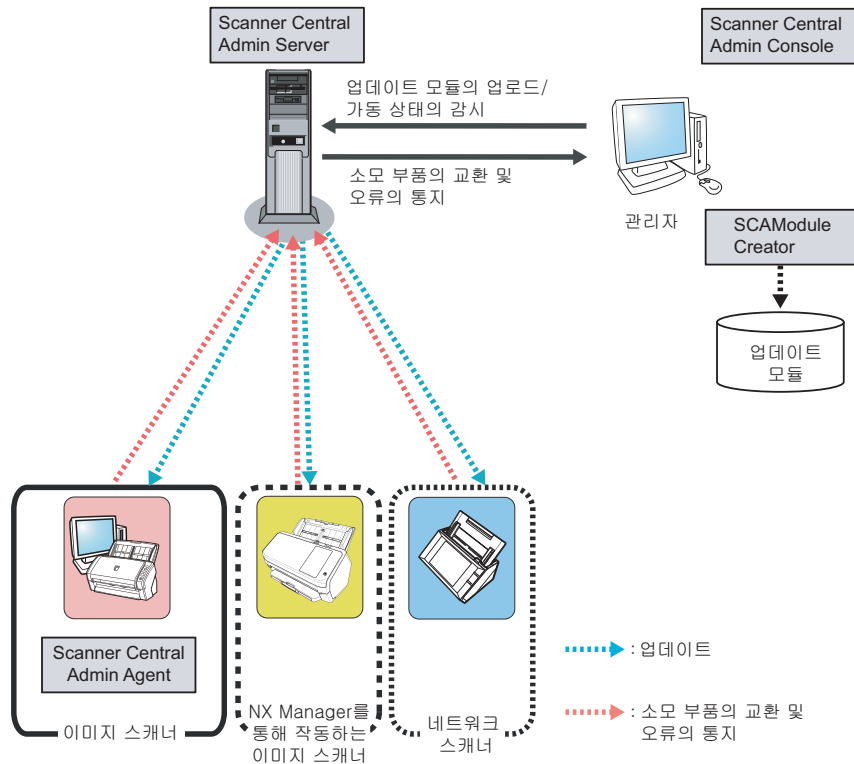 Scanner Central
Admin Server
Scanner Central
Admin Console
업데이트 모듈의 업로드/
가동 상태의 감시
소모 부품의 교환 및
오류의 통지
관리자
SCAModule
Creator
업데이트
모듈
Scanner Central
Admin Agent
이미지 스캐너
NX Manager를
통해 작동하는
이미지 스캐너
네트워크
스캐너
: 업데이트
: 소모 부품의 교환 및
오류의 통지